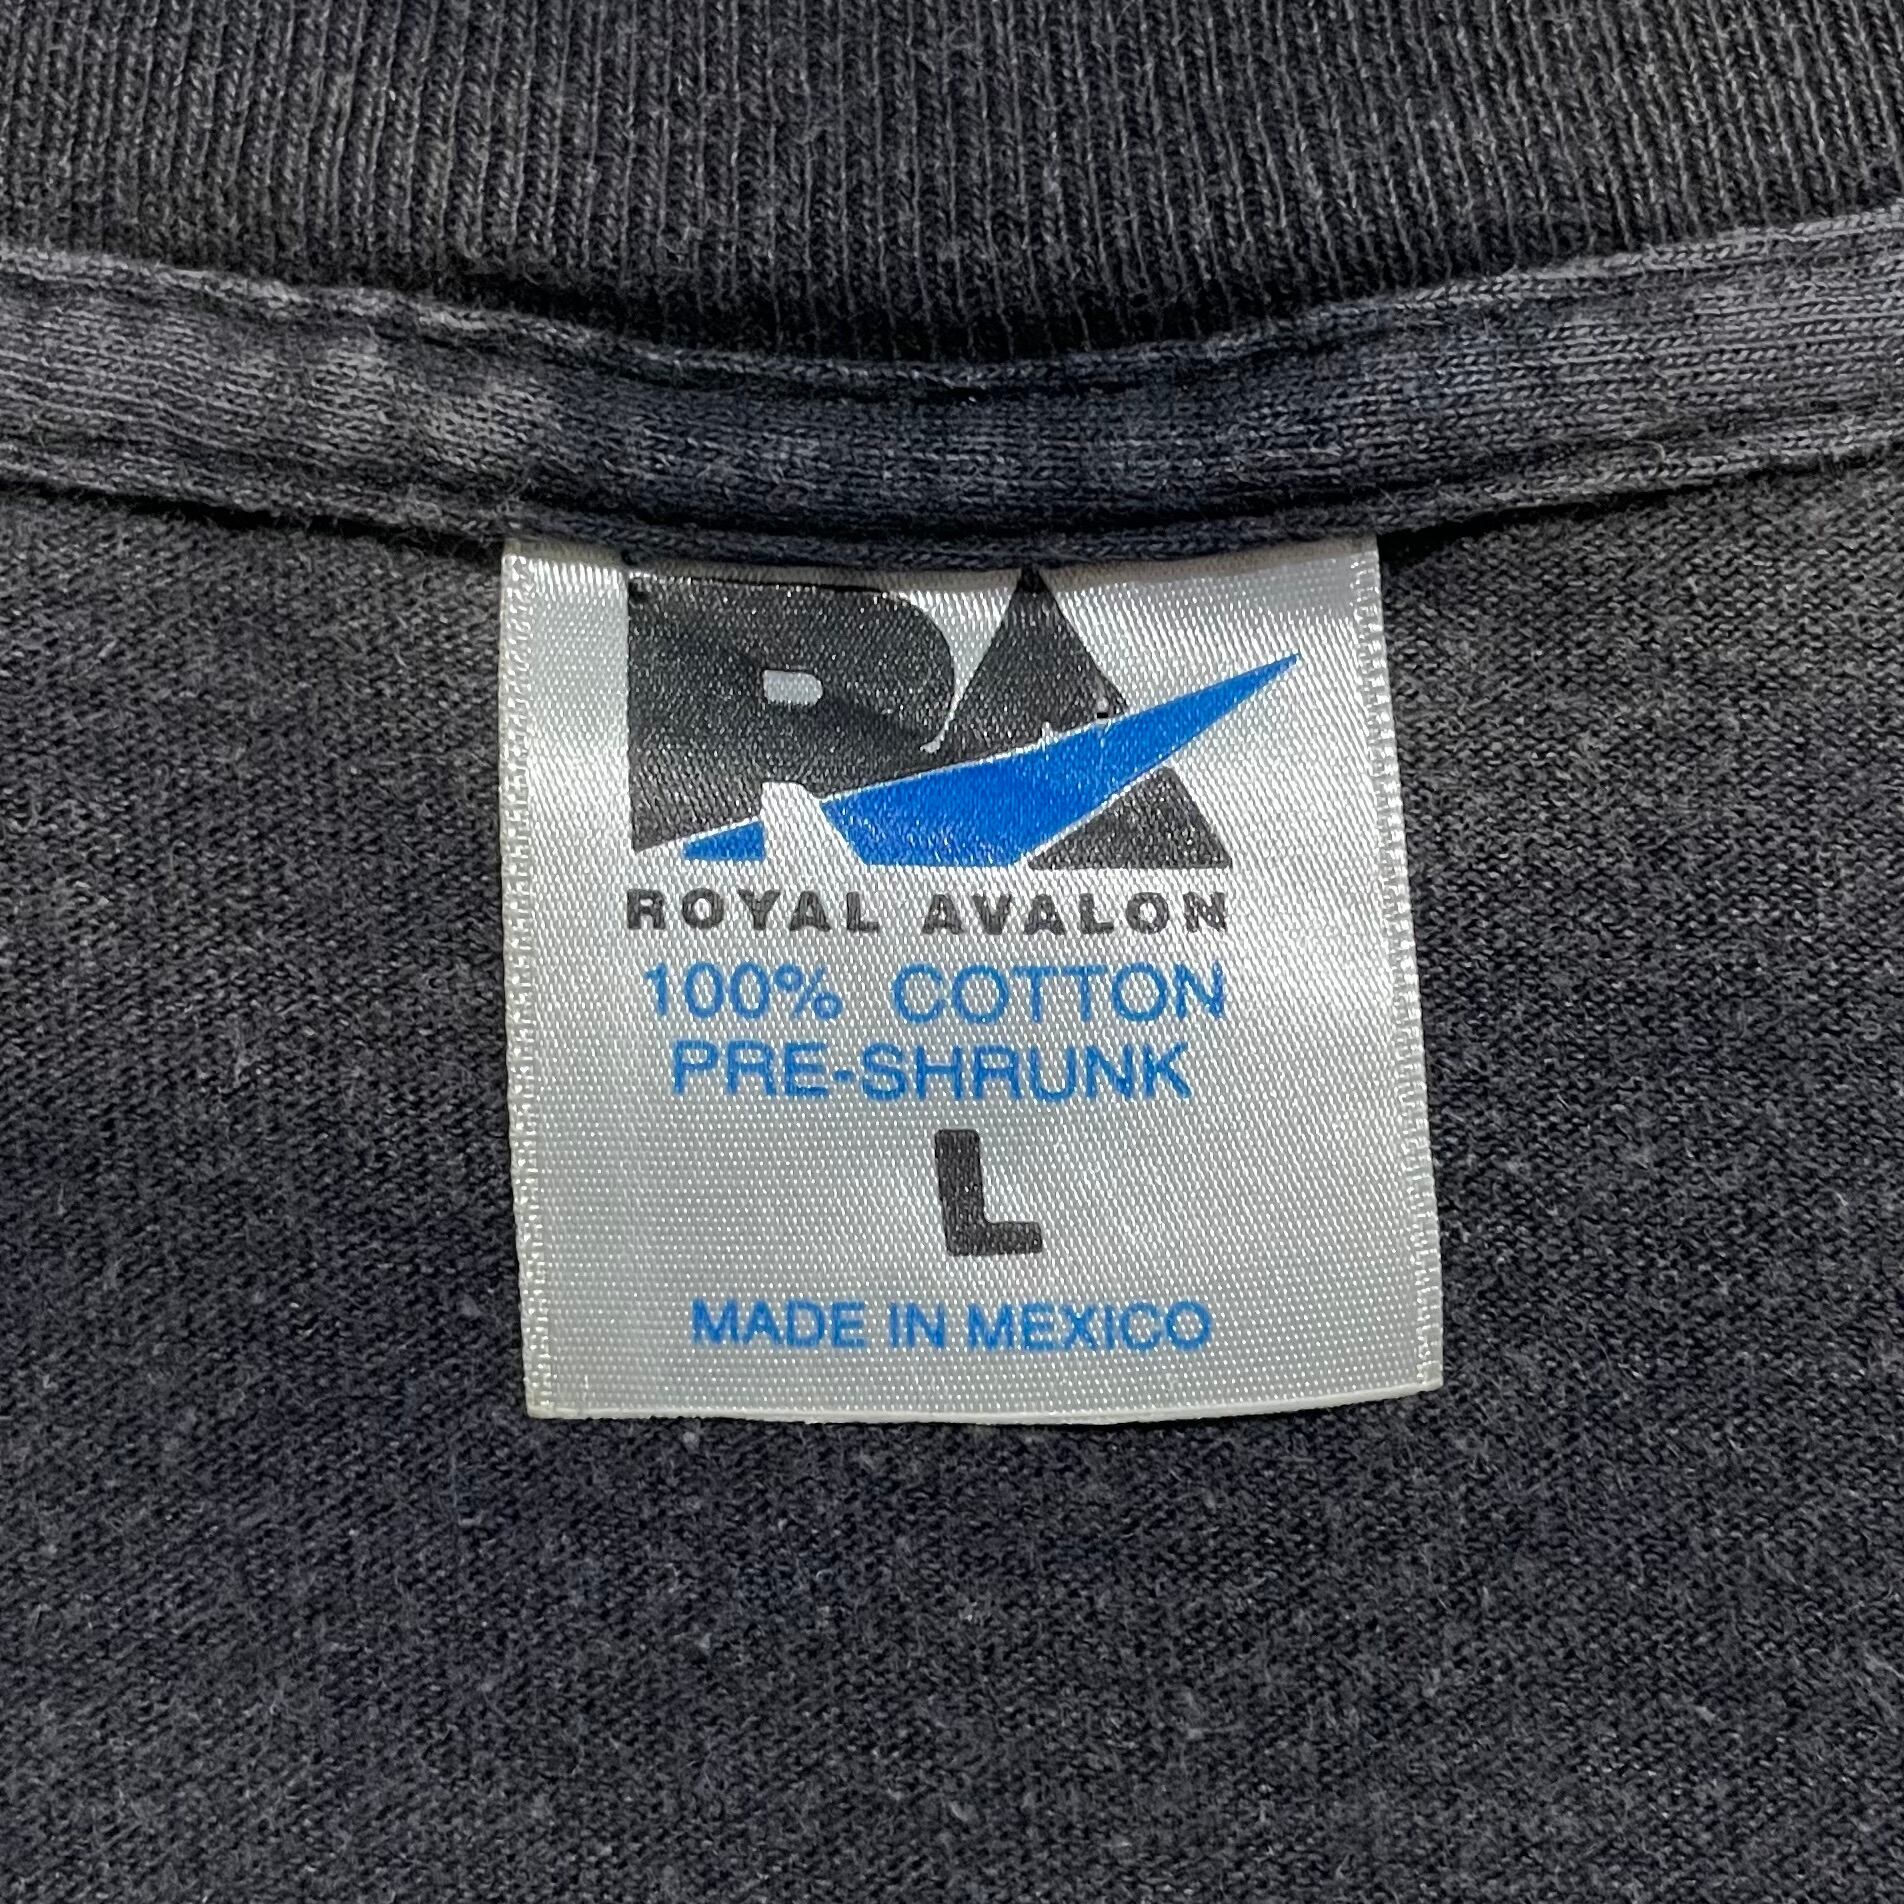 RA
ROYAL AVALON
100% COTTON
PRE-SHRUNK
L
MADE IN MEXICO